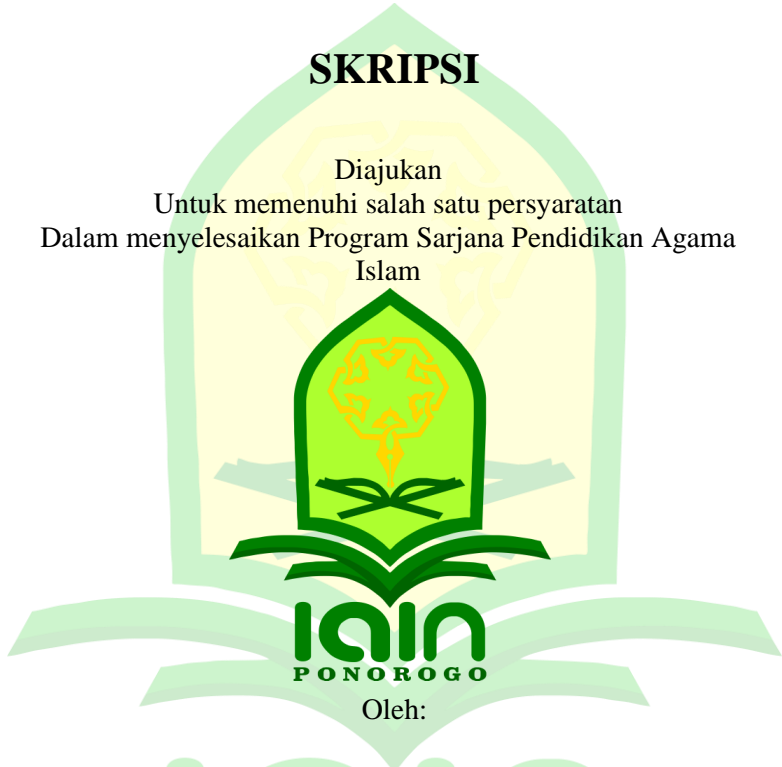 SKRIPSI
Diajukan
Untuk memenuhi salah satu persyaratan
Dalam menyelesaikan Program Sarjana Pendidikan Agama
Islam
iain
PONOROGO
Oleh: